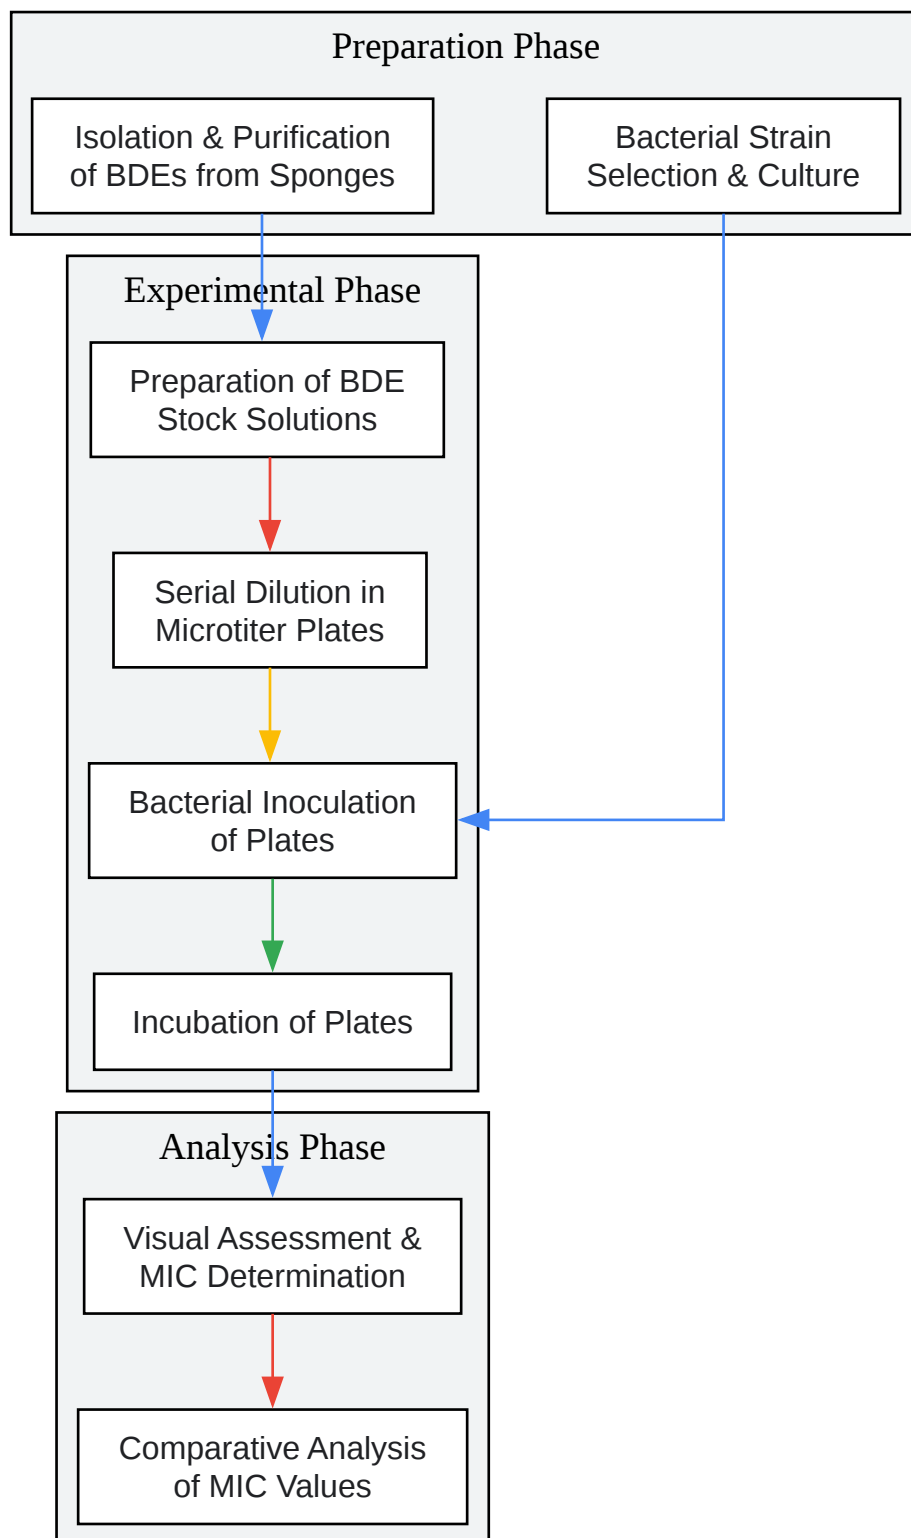 Preparation Phase
Isolation & Purification
of BDEs from Sponges
Bacterial Strain
Selection & Culture
Experimental Phase
Preparation of BDE
Stock Solutions
Serial Dilution in
Microtiter Plates
Bacterial Inoculation
of Plates
Incubation of Plates
Analysis Phase
Visual Assessment &
MIC Determination
Comparative Analysis
of MIC Values